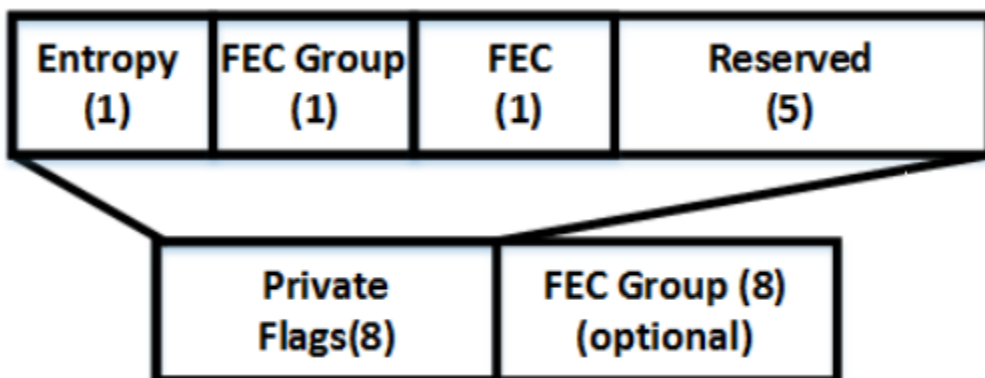 Entropy
(1)
FEC Group
(1)
FEC
(1)
Reserved
(5)
Private
Flags(8)
FEC Group (8)
(optional)